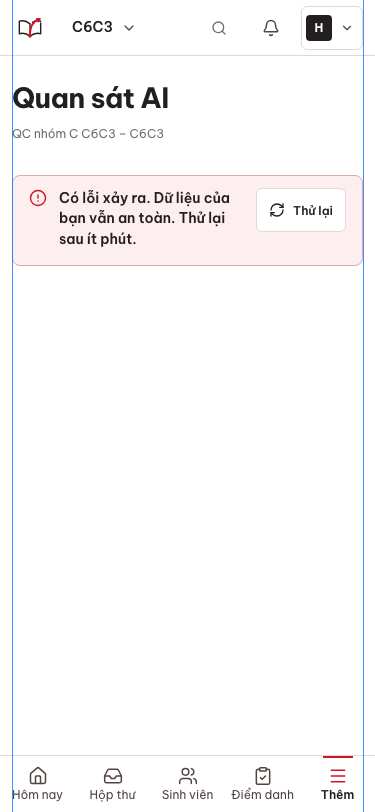 C6C3
H
Quan sát AI
QC nhóm C C6C3 – C6C3
Có lỗi xảy ra. Dữ liệu của
bạn vẫn an toàn. Thử lại
sau ít phút.
Thử lại
Hôm nay
Hộp thư
Sinh viên
Điểm danh
Thêm